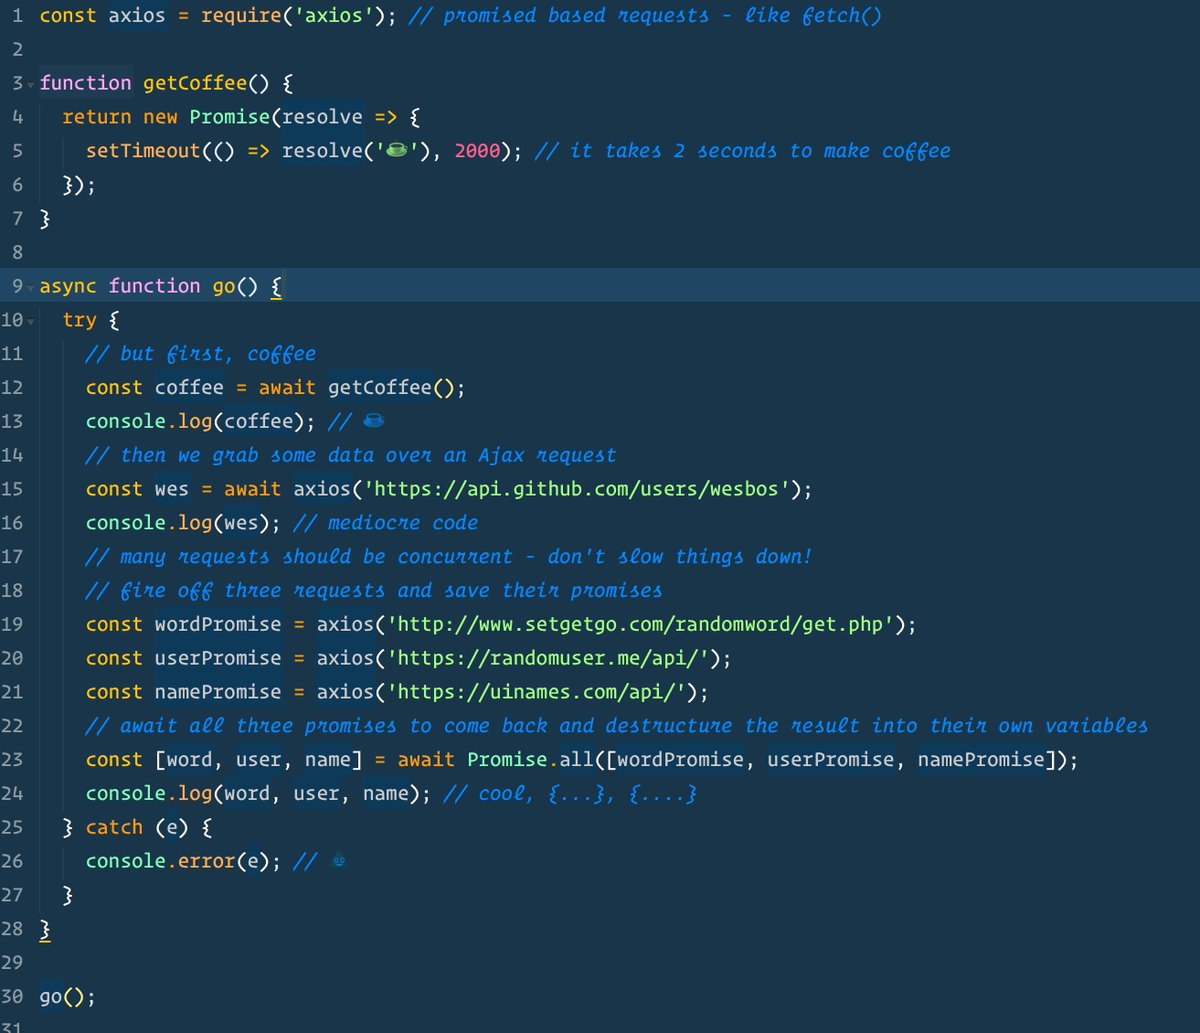 1 const axios = require('axios'); // promised based requests - like fetch()
2
3 function getCoffee() {
4   return new Promise(resolve => {
5     setTimeout(() => resolve('☕'), 2000); // it takes 2 seconds to make coffee
6   });
7 }
8
9 async function go() {
10   try {
11     // but first, coffee
12     const coffee = await getCoffee();
13     console.log(coffee); // ☕
14     // then we grab some data over an Ajax request
15     const wes = await axios('https://api.github.com/users/wesbos');
16     console.log(wes); // mediocre code
17     // many requests should be concurrent - don't slow things down!
18     // fire off three requests and save their promises
19     const wordPromise = axios('http://www.setgetgo.com/randomword/get.php');
20     const userPromise = axios('https://randomuser.me/api/');
21     const namePromise = axios('https://uinames.com/api/');
22     // await all three promises to come back and destructure the result into their own variables
23     const [word, user, name] = await Promise.all([wordPromise, userPromise, namePromise]);
24     console.log(word, user, name); // cool, {...}, {....}
25   } catch (e) {
26     console.error(e); // 💩
27   }
28 }
29
30 go();
31